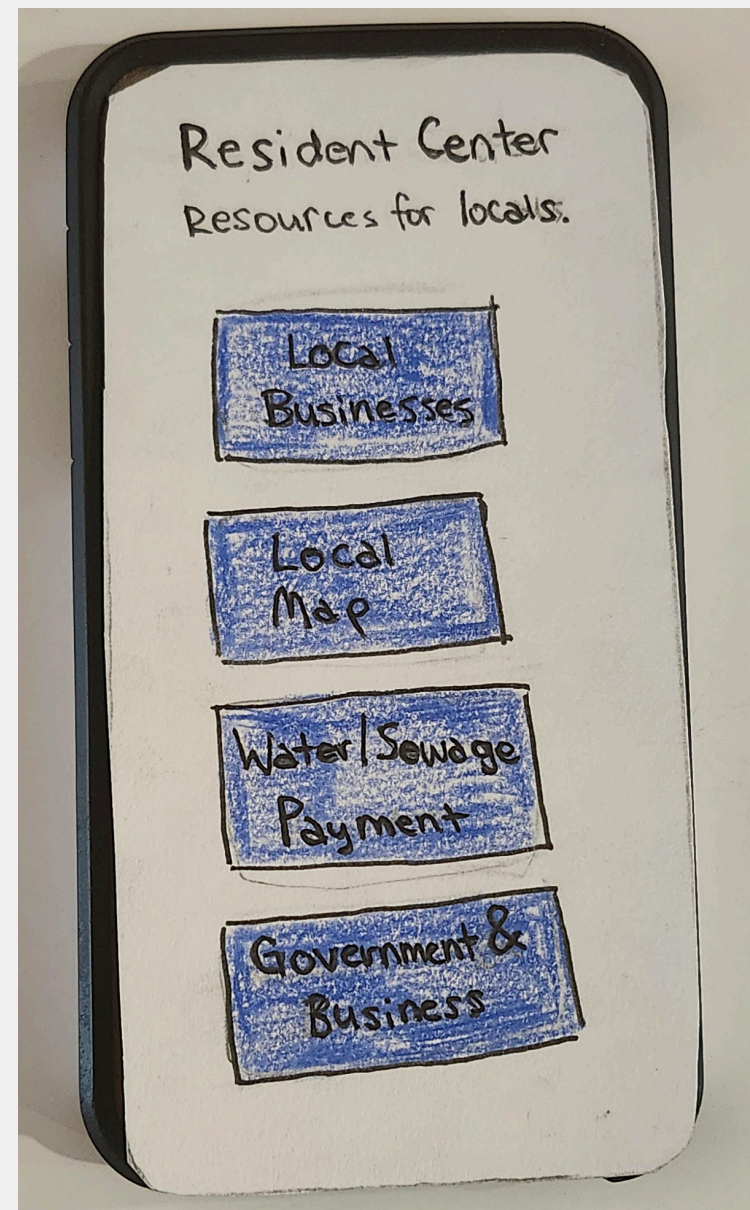 Resident Center
Resources for locals.
Local
Businesses
Local
Map
Water/Sewage
Payment
Government &
Business